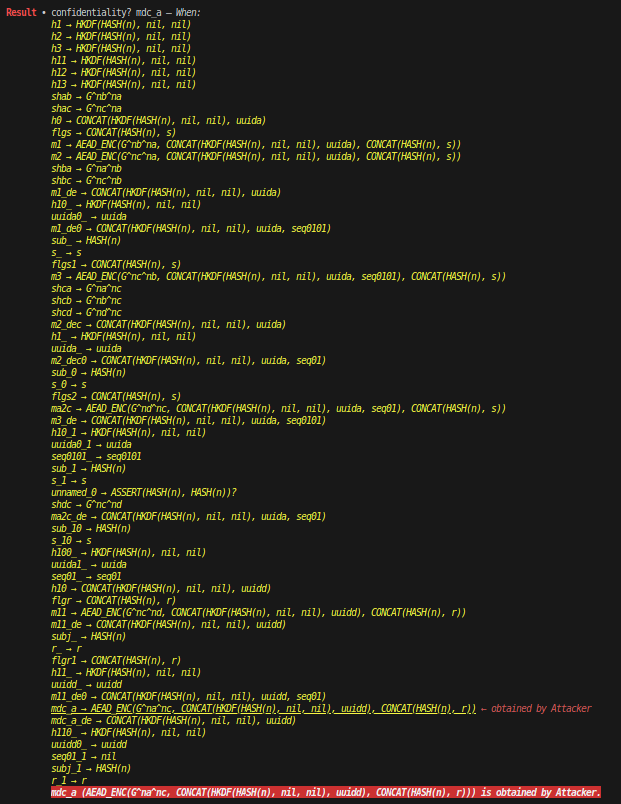 Result • confidentiality? mdc_a — When:
h1 → HKDF(HASH(n), nil, nil)
h2 → HKDF(HASH(n), nil, nil)
h3 → HKDF(HASH(n), nil, nil)
h11 → HKDF(HASH(n), nil, nil)
h12 → HKDF(HASH(n), nil, nil)
h13 → HKDF(HASH(n), nil, nil)
shab → G^nb^na
shac → G^nc^na
h0 → CONCAT(HKDF(HASH(n), nil, nil), uuida)
flgs → CONCAT(HASH(n), s)
m1 → AEAD_ENC(G^nb^na, CONCAT(HKDF(HASH(n), nil, nil), uuida), CONCAT(HASH(n), s))
m2 → AEAD_ENC(G^nc^na, CONCAT(HKDF(HASH(n), nil, nil), uuida), CONCAT(HASH(n), s))
shba → G^na^nb
shbc → G^nc^nb
m1_de → CONCAT(HKDF(HASH(n), nil, nil), uuida)
h10_ → HKDF(HASH(n), nil, nil)
uuida0_ → uuida
m1_de0 → CONCAT(HKDF(HASH(n), nil, nil), uuida, seq0101)
sub_ → HASH(n)
s_ → s
flgs1 → CONCAT(HASH(n), s)
m3 → AEAD_ENC(G^nc^nb, CONCAT(HKDF(HASH(n), nil, nil), uuida, seq0101), CONCAT(HASH(n), s))
shca → G^na^nc
shcb → G^nb^nc
shcd → G^nd^nc
m2_dec → CONCAT(HKDF(HASH(n), nil, nil), uuida)
h1_ → HKDF(HASH(n), nil, nil)
uuida_ → uuida
m2_dec0 → CONCAT(HKDF(HASH(n), nil, nil), uuida, seq01)
sub_0 → HASH(n)
s_0 → s
flgs2 → CONCAT(HASH(n), s)
ma2c → AEAD_ENC(G^nd^nc, CONCAT(HKDF(HASH(n), nil, nil), uuida, seq01), CONCAT(HASH(n), s))
m3_de → CONCAT(HKDF(HASH(n), nil, nil), uuida, seq0101)
h10_1 → HKDF(HASH(n), nil, nil)
uuida0_1 → uuida
seq0101_ → seq0101
sub_1 → HASH(n)
s_1 → s
unnamed_0 → ASSERT(HASH(n), HASH(n))?
shdc → G^nc^nd
ma2c_de → CONCAT(HKDF(HASH(n), nil, nil), uuida, seq01)
sub_10 → HASH(n)
s_10 → s
h100_ → HKDF(HASH(n), nil, nil)
uuida1_ → uuida
seq01_ → seq01
h10 → CONCAT(HKDF(HASH(n), nil, nil), uuidd)
flgr → CONCAT(HASH(n), r)
m11 → AEAD_ENC(G^nc^nd, CONCAT(HKDF(HASH(n), nil, nil), uuidd), CONCAT(HASH(n), r))
m11_de → CONCAT(HKDF(HASH(n), nil, nil), uuidd)
subj_ → HASH(n)
r_ → r
flgr1 → CONCAT(HASH(n), r)
h11_ → HKDF(HASH(n), nil, nil)
uuidd_ → uuidd
m11_de0 → CONCAT(HKDF(HASH(n), nil, nil), uuidd, seq01)
mdc_a → AEAD_ENC(G^na^nc, CONCAT(HKDF(HASH(n), nil, nil), uuidd), CONCAT(HASH(n), r)) ← obtained by Attacker
mdc_a_de → CONCAT(HKDF(HASH(n), nil, nil), uuidd)
h110_ → HKDF(HASH(n), nil, nil)
uuidd0_ → uuidd
seq01_1 → nil
subj_1 → HASH(n)
r_1 → r
mdc_a (AEAD_ENC(G^na^nc, CONCAT(HKDF(HASH(n), nil, nil), uuidd), CONCAT(HASH(n), r))) is obtained by Attacker.